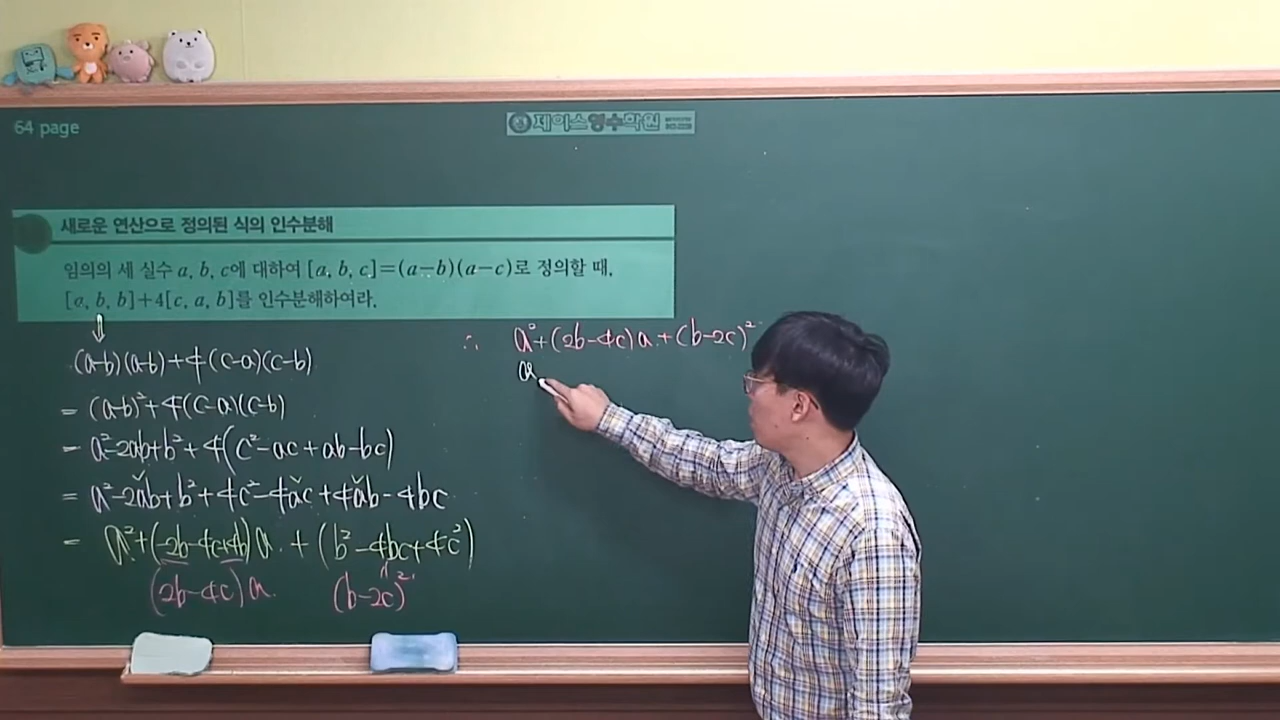 64 page
제이스영수학원
새로운 연산으로 정의된 식의 인수분해
임의의 세 실수 a, b, c에 대하여 [a, b, c]=(a-b)(a-c)로 정의할 때,
[a, b, b]+4[c, a, b]를 인수분해하여라.
⇓
(a-b)(a-b)+4(c-a)(c-b)
= (a-b)²+4(c-a)(c-b)
= a²-2ab+b²+4(c²-ac+ab-bc)
= a²-2ab+b²+4c²-4ac+4ab-4bc
= a²+(-2b-4c+4b)a+(b²-4bc+4c²)
(2b-4c)a (b-2c)²
∴ a²+(2b-4c)a+(b-2c)²
a